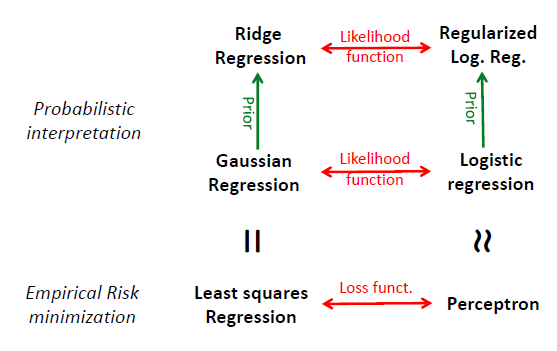 Ridge
Regression
Likelihood
function
Regularized
Log. Reg.
Probabilistic
interpretation
Prior
Prior
Gaussian
Regression
Likelihood
function
Logistic
regression
=
≈
Empirical Risk
minimization
Least squares
Regression
Loss funct.
Perceptron